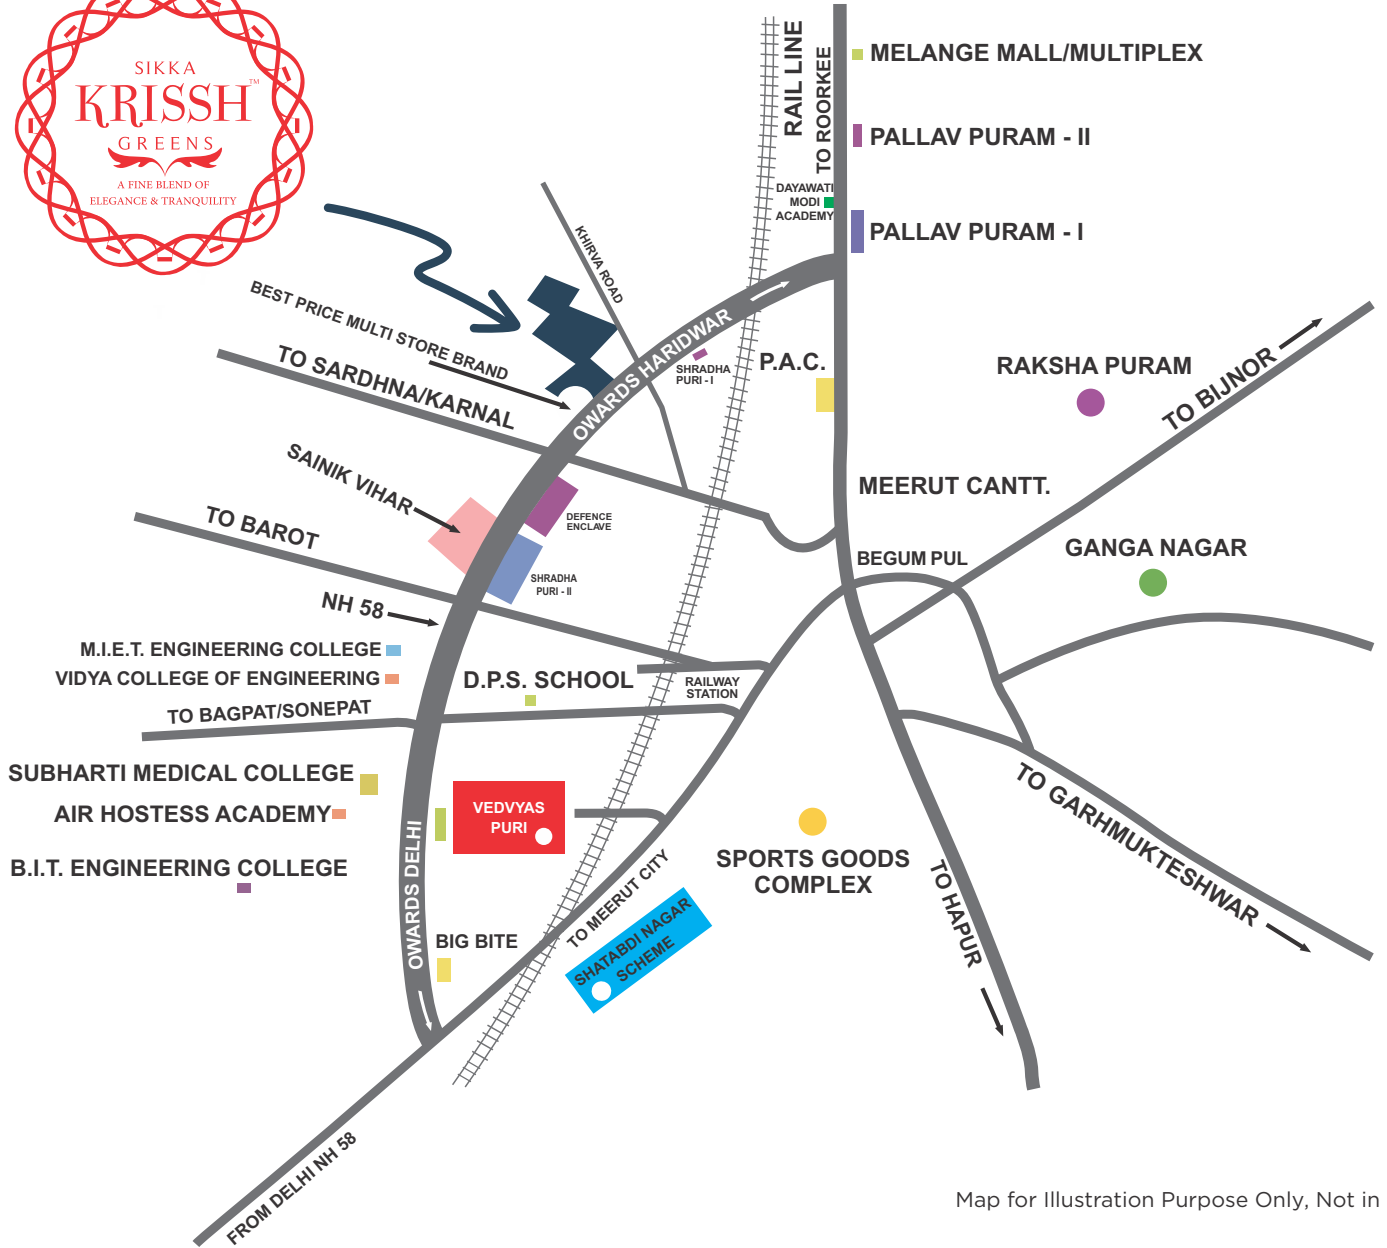 SIKKA
KRISSH™
GREENS
A FINE BLEND OF
ELEGANCE & TRANQUILITY
RAIL LINE
TO ROORKEE
MELANGE MALL/MULTIPLEX
PALLAV PURAM - II
DAYAWATI
MODI
ACADEMY
PALLAV PURAM - I
KHIRVA ROAD
BEST PRICE MULTI STORE BRAND
TO SARDHNA/KARNAL
OWARDS HARIDWAR
SHRADHA
PURI - I
P.A.C.
RAKSHA PURAM
TO BIJNOR
SAINIK VIHAR
MEERUT CANTT.
DEFENCE
ENCLAVE
TO BAROT
BEGUM PUL
GANGA NAGAR
SHRADHA
PURI - II
NH 58
M.I.E.T. ENGINEERING COLLEGE
VIDYA COLLEGE OF ENGINEERING
D.P.S. SCHOOL
RAILWAY
STATION
TO BAGPAT/SONEPAT
SUBHARTI MEDICAL COLLEGE
AIR HOSTESS ACADEMY
VEDVYAS
PURI
TO GARHMUKTESHWAR
B.I.T. ENGINEERING COLLEGE
OWARDS DELHI
SPORTS GOODS
COMPLEX
TO HAPUR
BIG BITE
TO MEERUT CITY
SHATABDI NAGAR
SCHEME
FROM DELHI NH 58
Map for Illustration Purpose Only, Not in